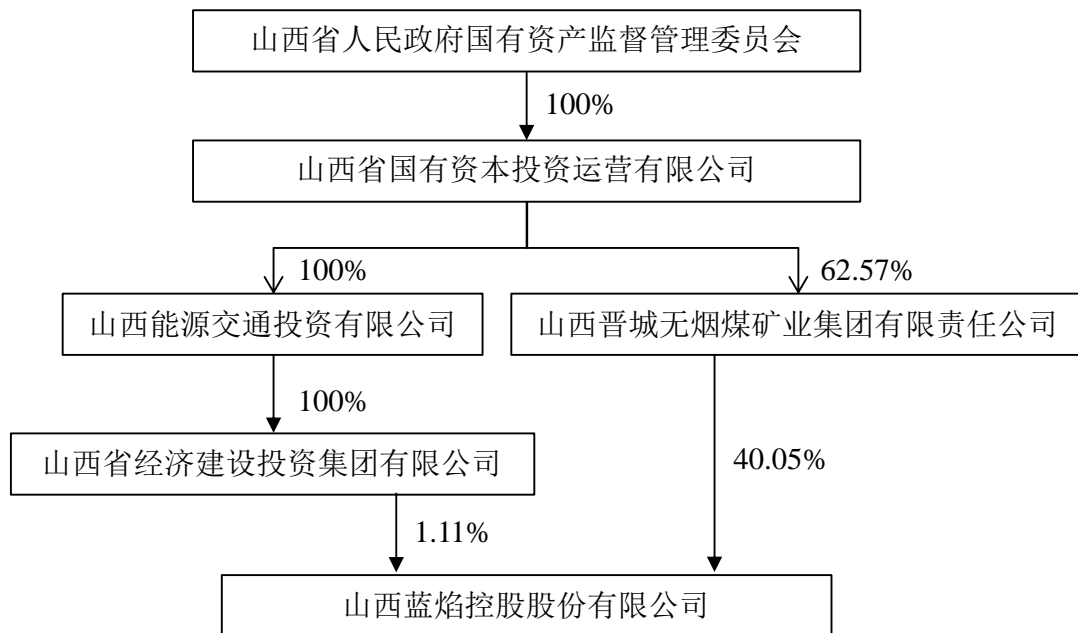 山西省人民政府国有资产监督管理委员会
100%
山西省国有资本投资运营有限公司
100%
62.57%
山西能源交通投资有限公司
山西晋城无烟煤矿业集团有限责任公司
100%
山西省经济建设投资集团有限公司
40.05%
1.11%
山西蓝焰控股股份有限公司